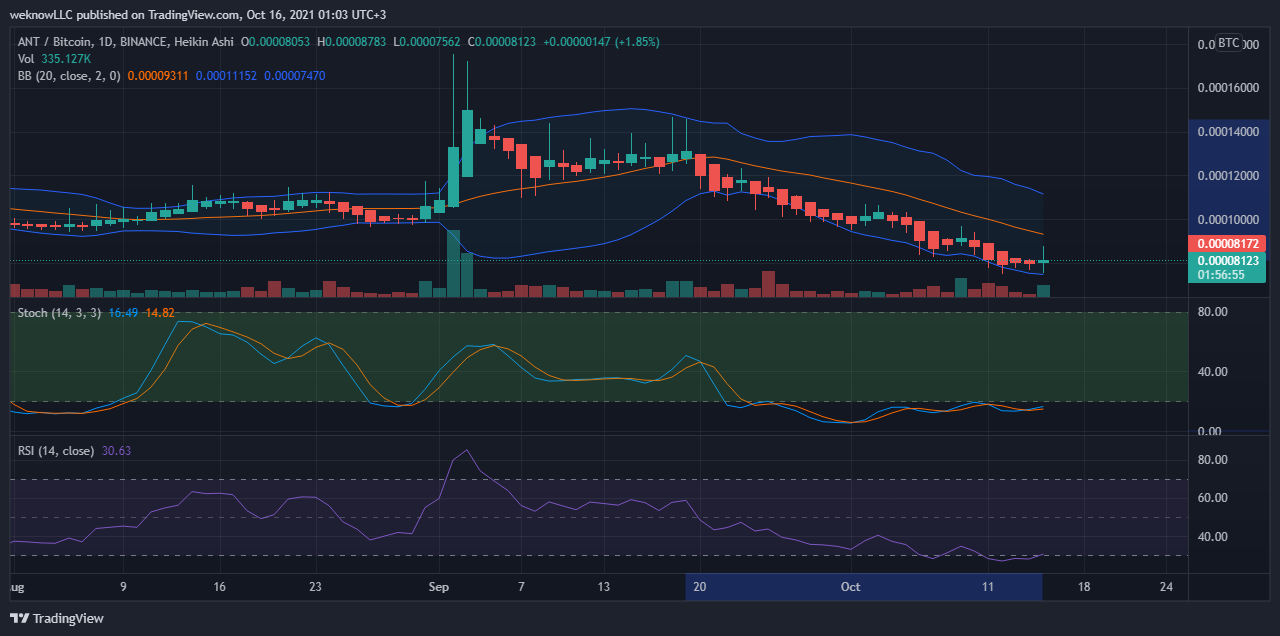 weknowLLC published on TradingView.com, Oct 16, 2021 01:03 UTC+3
ANT / Bitcoin, 1D, BINANCE, Heikin Ashi O0.00008053 H0.00008783 L0.00007562 C0.00008123 +0.00000147 (+1.85%)
Vol 335.127K
BB (20, close, 2, 0) 0.00009311 0.00011152 0.00007470
BTC
0.00016000
0.00014000
0.00012000
0.00010000
0.00008172
0.00008123
01:56:55
Stoch (14, 3, 3) 16.49 14.82
80.00
40.00
0.00
RSI (14, close) 30.63
80.00
60.00
40.00
ug 9 16 23 Sep 7 13 20 Oct 11 18 24
TradingView